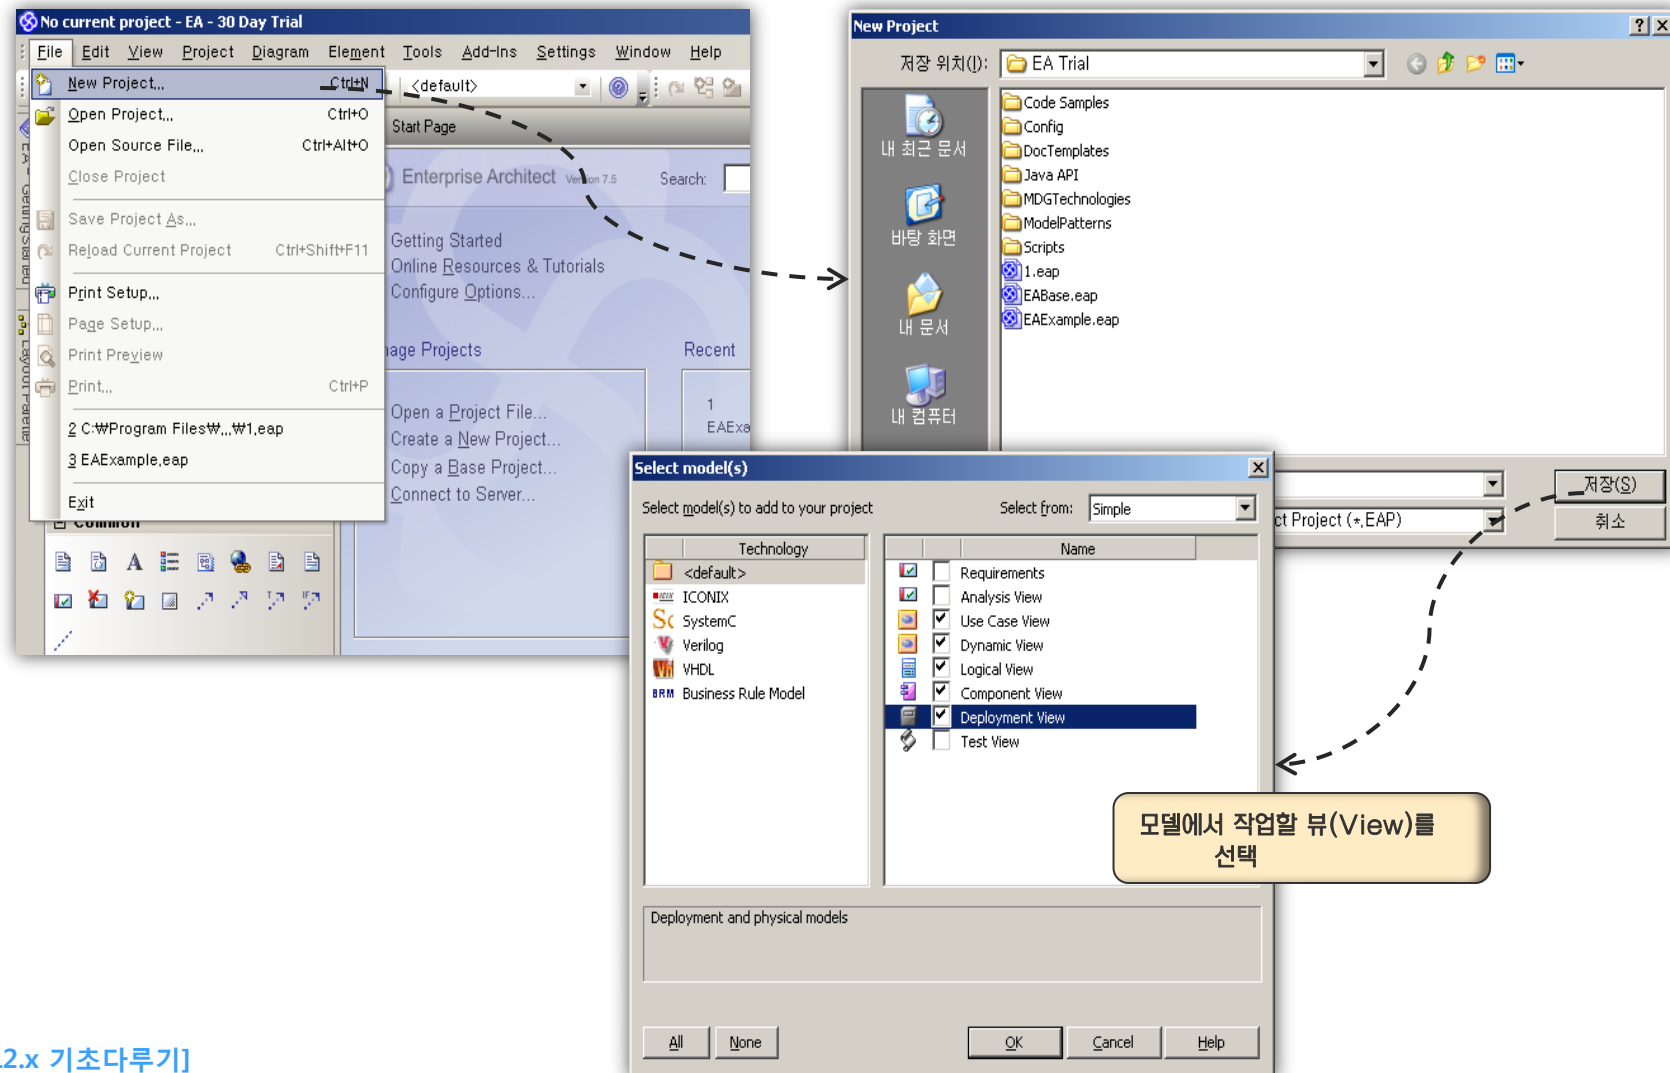 No current project - EA - 30 Day Trial
File Edit View Project Diagram Element Tools Add-Ins Settings Window Help
New Project... Ctrl+N
<default>
Open Project... Ctrl+O
Start Page
Open Source File... Ctrl+Alt+O
Close Project
Enterprise Architect Version 7.5 Search:
Save Project As...
Reload Current Project Ctrl+Shift+F11
Getting Started
Online Resources & Tutorials
Configure Options...
Print Setup...
Page Setup...
Print Preview
Print... Ctrl+P
nage Projects
Recent
2 C:₩Program Files₩...₩1.eap
3 EAExample.eap
Exit
Open a Project File...
Create a New Project...
Copy a Base Project...
Connect to Server...
1
EAExa
Common
New Project
저장 위치(I): EA Trial
내 최근 문서
바탕 화면
내 문서
내 컴퓨터
Code Samples
Config
DocTemplates
Java API
MDGTechnologies
ModelPatterns
Scripts
1.eap
EABase.eap
EAExample.eap
저장(S)
ct Project (*.EAP)
취소
Select model(s)
Select model(s) to add to your project Select from: Simple
Technology
<default>
ICONIX
SystemC
Verilog
VHDL
BRM Business Rule Model
Name
Requirements
Analysis View
Use Case View
Dynamic View
Logical View
Component View
Deployment View
Test View
모델에서 작업할 뷰(View)를
선택
Deployment and physical models
All None OK Cancel Help
2.x 기초다루기]